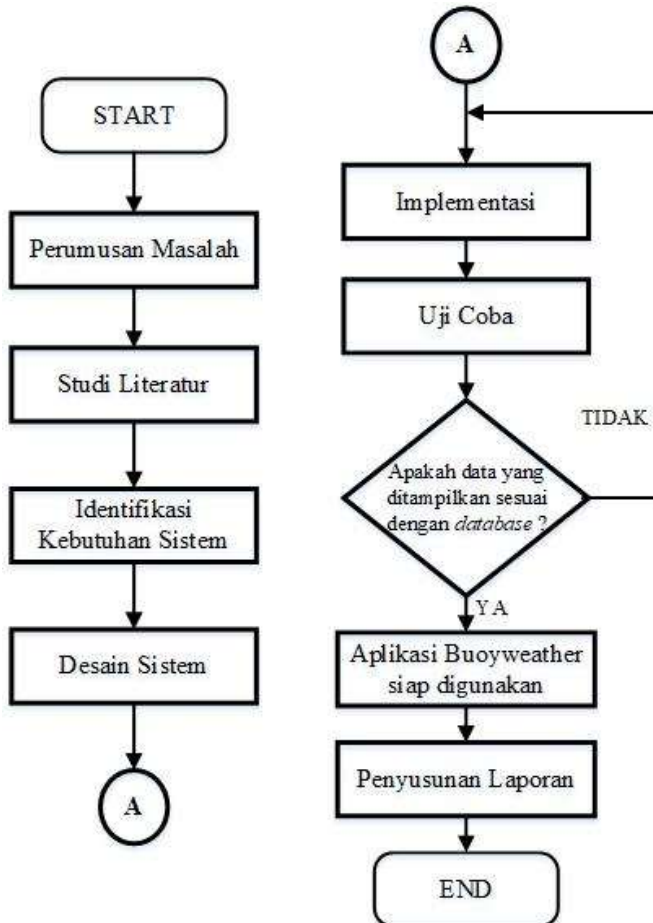 START
Perumusan Masalah
Studi Literatur
Identifikasi
Kebutuhan Sistem
Desain Sistem
A
A
Implementasi
Uji Coba
Apakah data yang
ditampilkan sesuai
dengan database ?
TIDAK
YA
Aplikasi Buoyweather
siap digunakan
Penyusunan Laporan
END